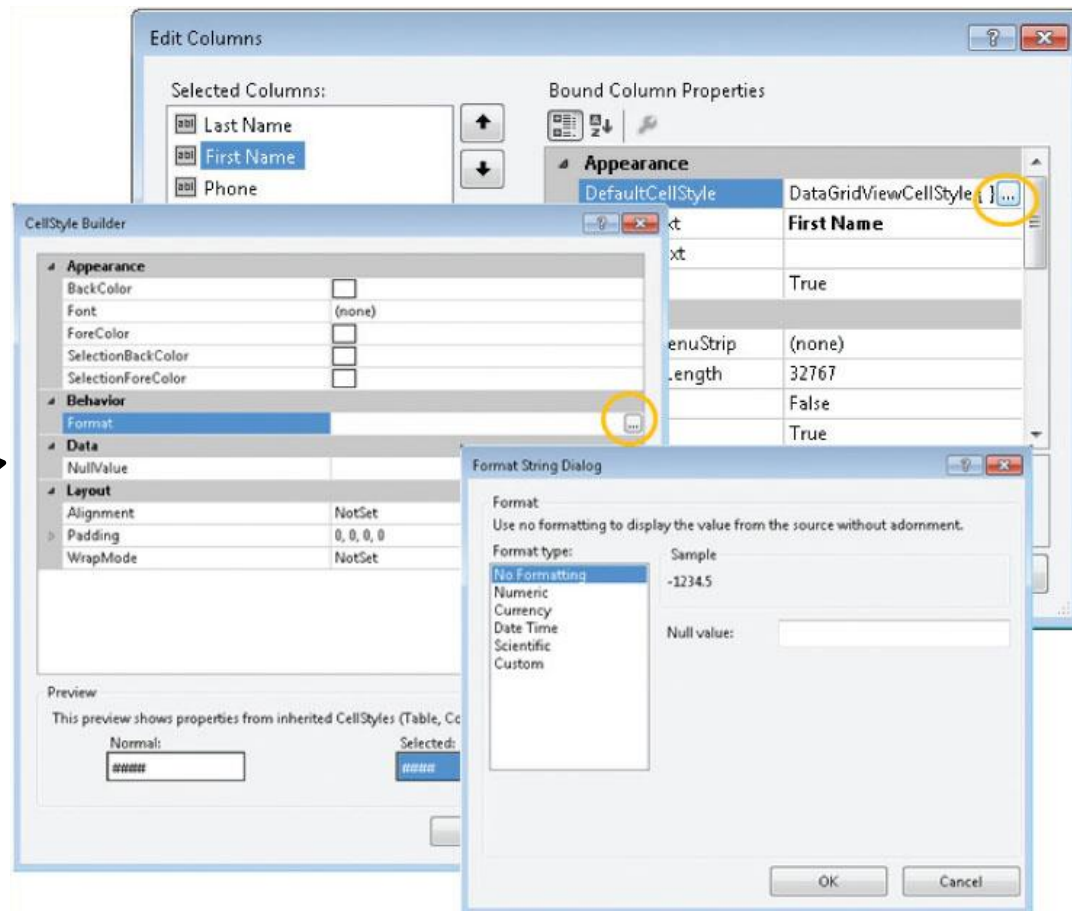 Edit Columns
Selected Columns:
Bound Column Properties
Last Name
First Name
Phone
Appearance
DefaultCellStyle DataGridViewCellStyle { } ...
xt First Name
xt
True
enuStrip (none)
Length 32767
False
True
CellStyle Builder
Appearance
BackColor
Font (none)
ForeColor
SelectionBackColor
SelectionForeColor
Behavior
Format ...
Data
NullValue
Layout
Alignment NotSet
Padding 0, 0, 0, 0
WrapMode NotSet
Preview
This preview shows properties from inherited CellStyles (Table, Co
Normal: Selected:
#### ####
Format String Dialog
Format
Use no formatting to display the value from the source without adornment.
Format type:
No Formatting
Numeric
Currency
Date Time
Scientific
Custom
Sample
-1234.5
Null value:
OK Cancel